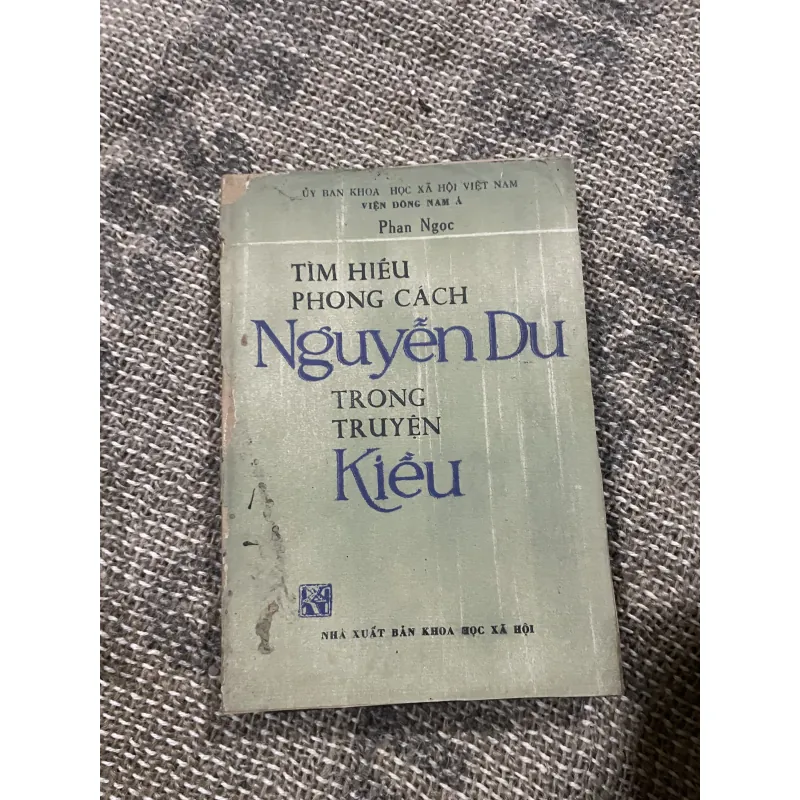 ỦY BAN KHOA HỌC XÃ HỘI VIỆT NAM
VIỆN ĐÔNG NAM Á
Phan Ngọc
TÌM HIỂU
PHONG CÁCH
Nguyễn Du
TRONG
TRUYỆN
Kiều
NHÀ XUẤT BẢN KHOA HỌC XÃ HỘI